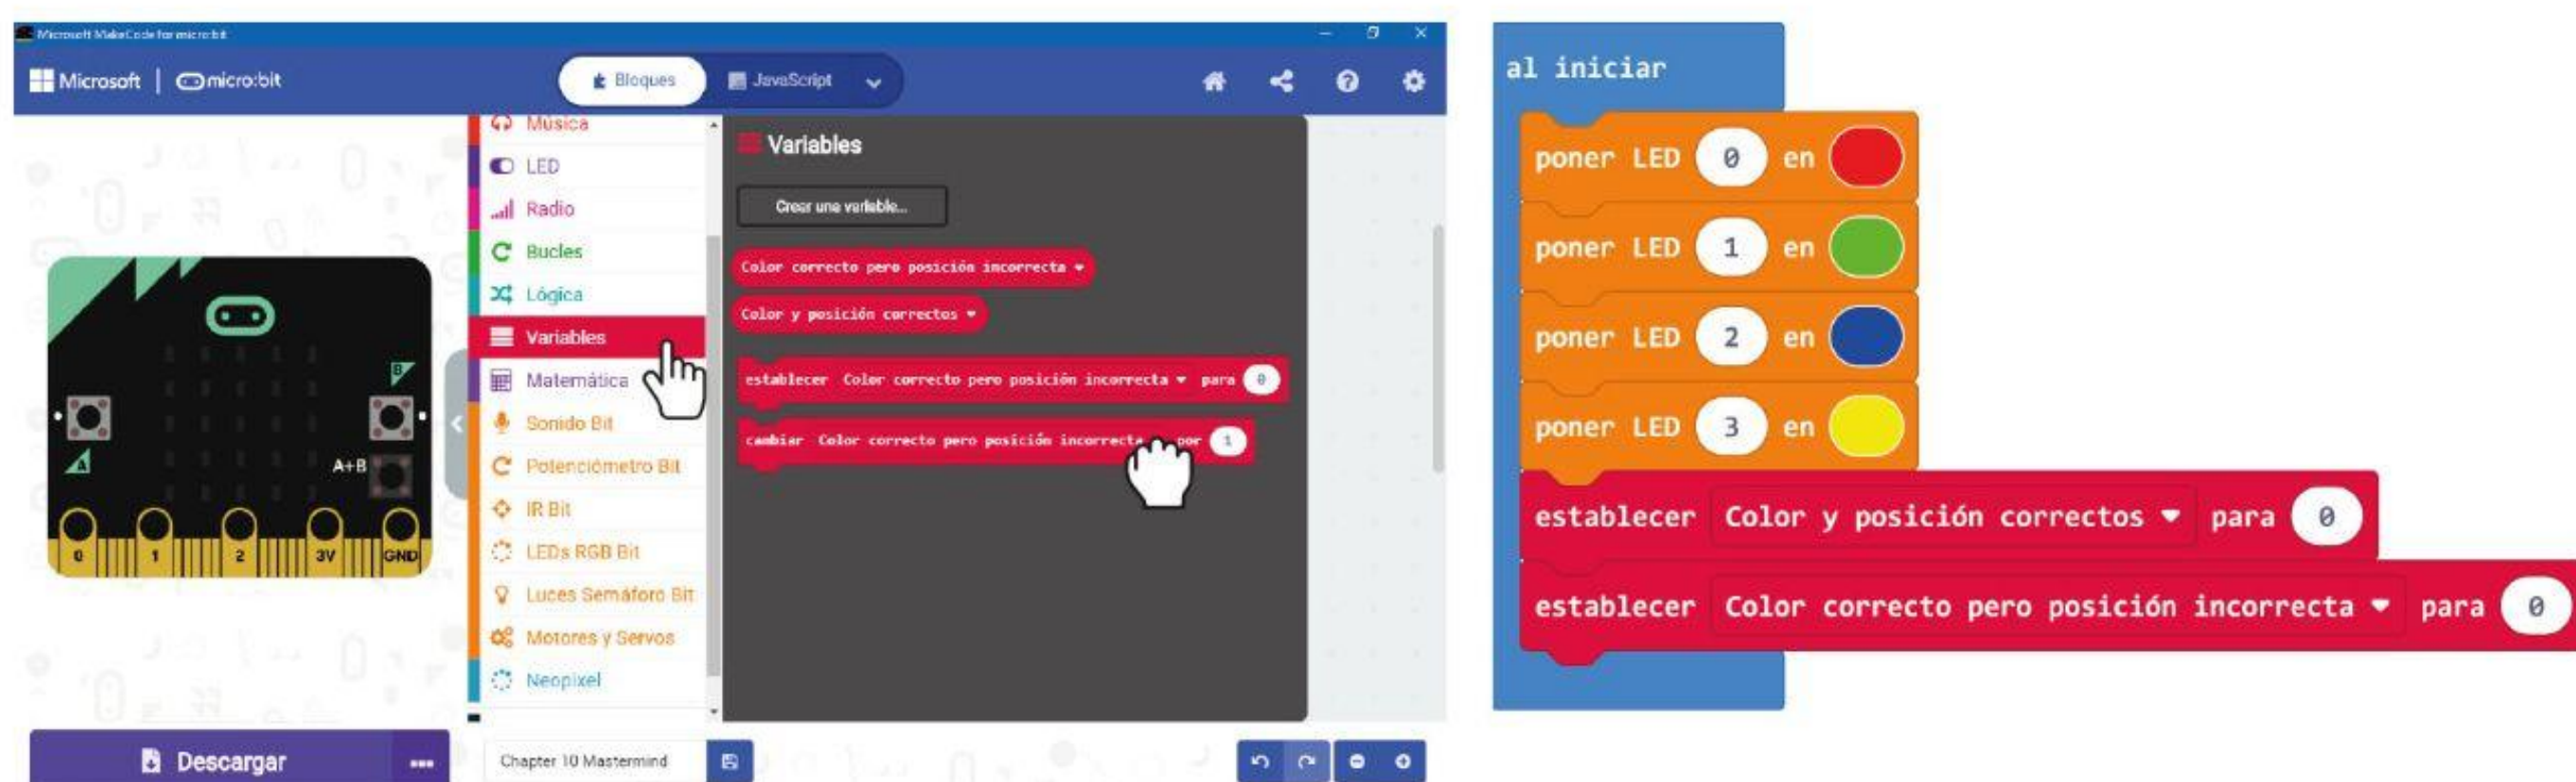 Microsoft MakeCode for micro:bit
Microsoft | micro:bit
Bloques
JavaScript
B
A
A+B
0 1 2 3V GND
Descargar
Música
LED
Radio
Bucles
Lógica
Variables
Matemática
Sonido Bit
Potenciómetro Bit
IR Bit
LEDs RGB Bit
Luces Semáforo Bit
Motores y Servos
Neopixel
Chapter 10 Mastermind
Variables
Crear una variable...
Color correcto pero posición incorrecta
Color y posición correctos
establecer Color correcto pero posición incorrecta para 0
cambiar Color correcto pero posición incorrecta por 1
al iniciar
poner LED 0 en
poner LED 1 en
poner LED 2 en
poner LED 3 en
establecer Color y posición correctos para 0
establecer Color correcto pero posición incorrecta para 0